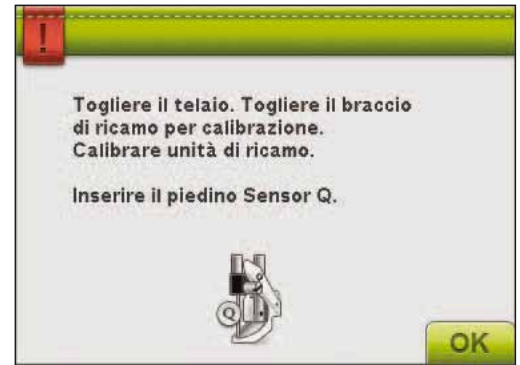 !
Togliere il telaio. Togliere il braccio
di ricamo per calibrazione.
Calibrare unità di ricamo.
Inserire il piedino Sensor Q.
Q
OK